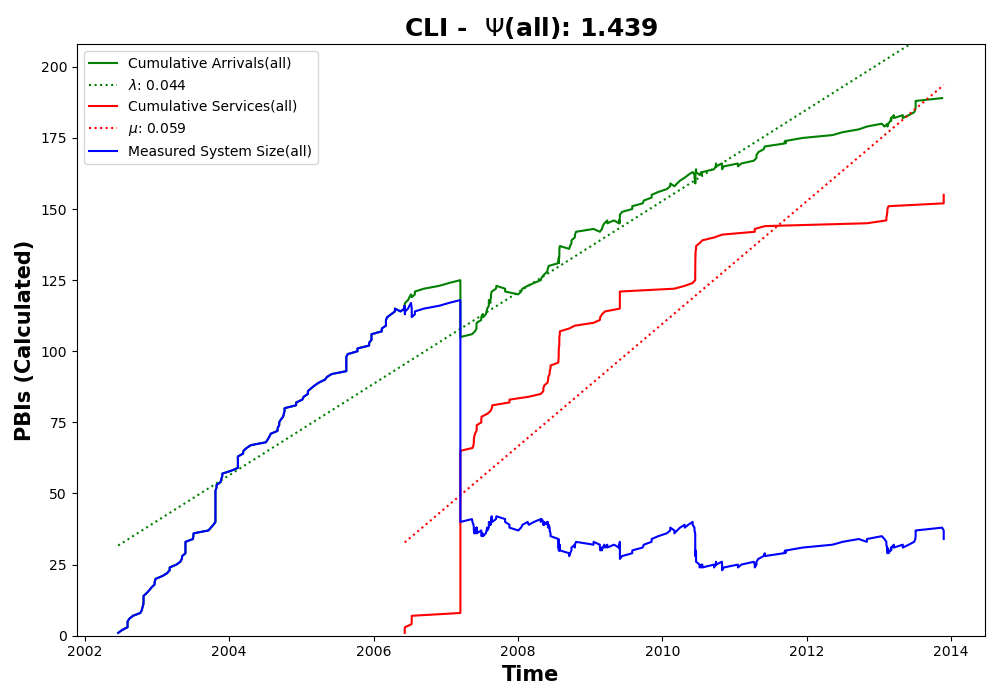 CLI - Ψ(all): 1.439
Cumulative Arrivals(all)
λ: 0.044
Cumulative Services(all)
μ: 0.059
Measured System Size(all)
PBIs (Calculated)
200
175
150
125
100
75
50
25
0
2002 2004 2006 2008 2010 2012 2014
Time